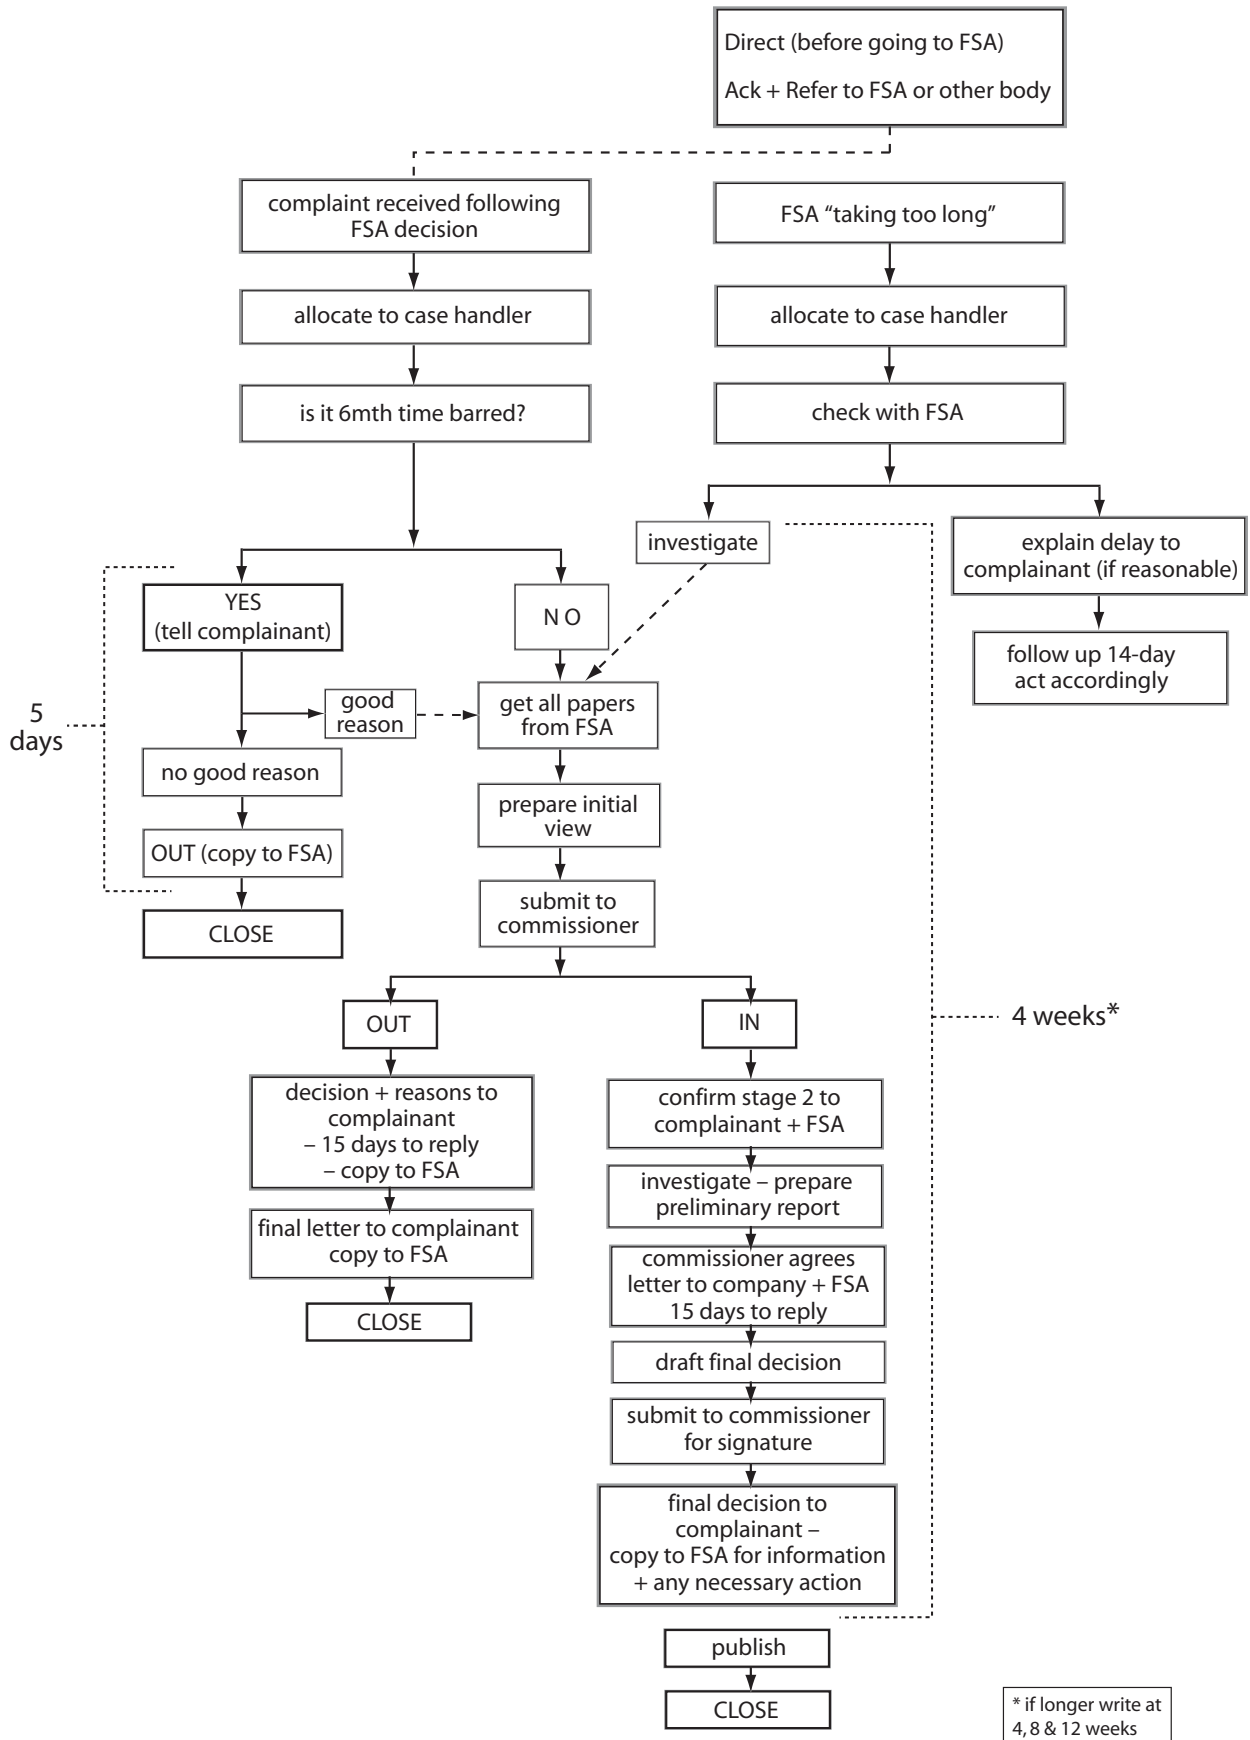 Direct (before going to FSA)
Ack + Refer to FSA or other body
complaint received following
FSA decision
FSA “taking too long”
allocate to case handler
allocate to case handler
is it 6mth time barred?
check with FSA
investigate
explain delay to
complainant (if reasonable)
YES
(tell complainant)
N O
follow up 14-day
act accordingly
5
days
good
reason
get all papers
from FSA
no good reason
prepare initial
view
OUT (copy to FSA)
submit to
commissioner
CLOSE
OUT
IN
4 weeks*
decision + reasons to
complainant
– 15 days to reply
– copy to FSA
final letter to complainant
copy to FSA
CLOSE
confirm stage 2 to
complainant + FSA
investigate – prepare
preliminary report
commissioner agrees
letter to company + FSA
15 days to reply
draft final decision
submit to commissioner
for signature
final decision to
complainant –
copy to FSA for information
+ any necessary action
publish
CLOSE
* if longer write at
4, 8 & 12 weeks